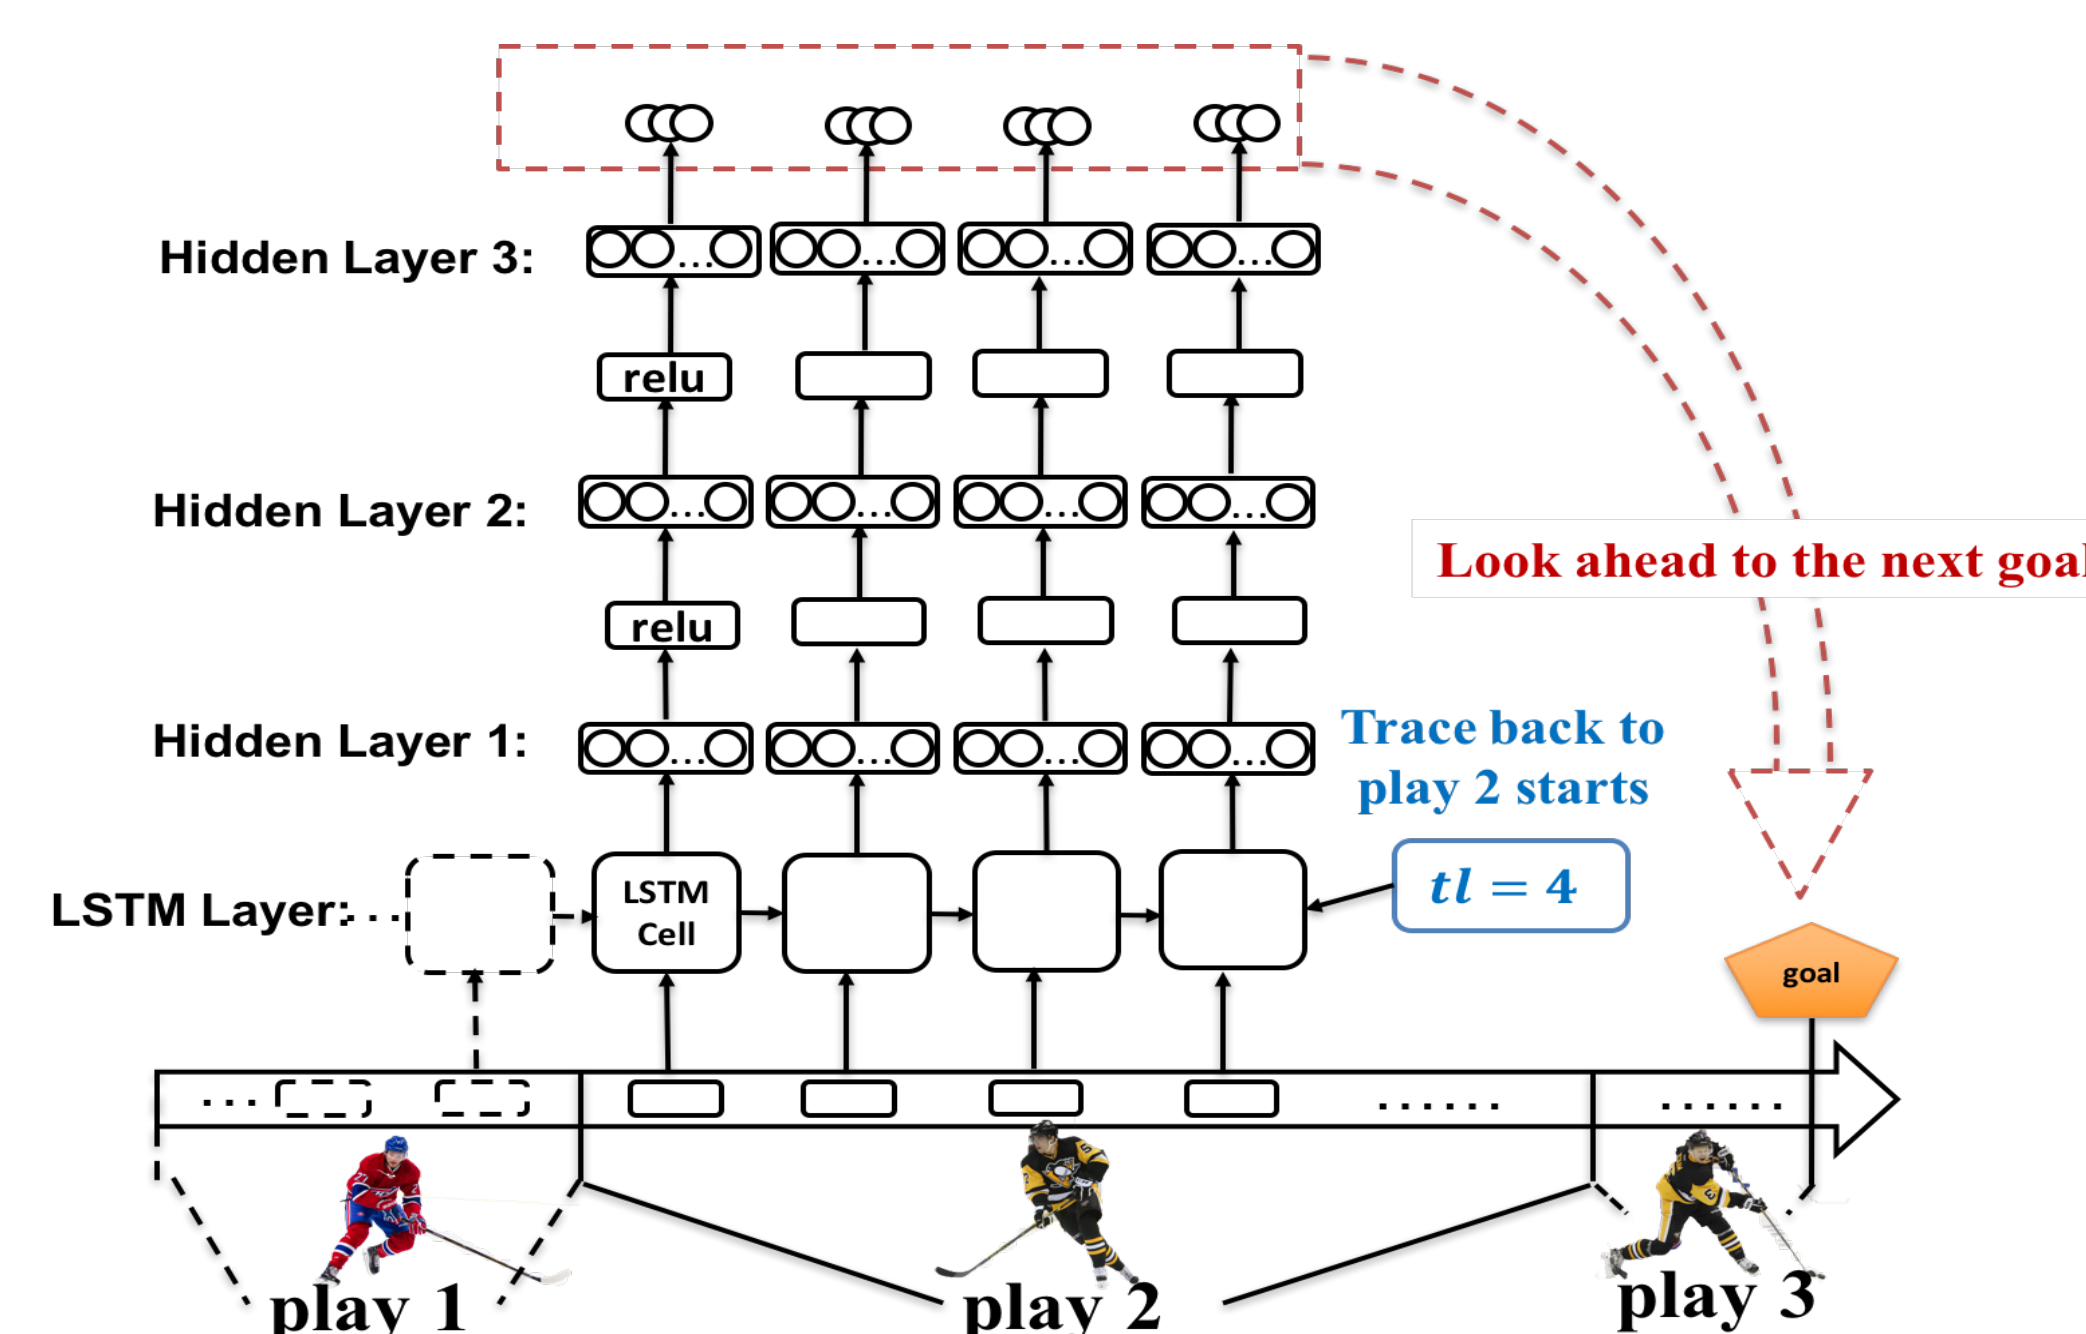 Hidden Layer 3:
relu
Hidden Layer 2:
Look ahead to the next goal
relu
Hidden Layer 1:
Trace back to
play 2 starts
LSTM Layer:...
LSTM
Cell
tl = 4
goal
...
......
......
play 1
play 2
play 3